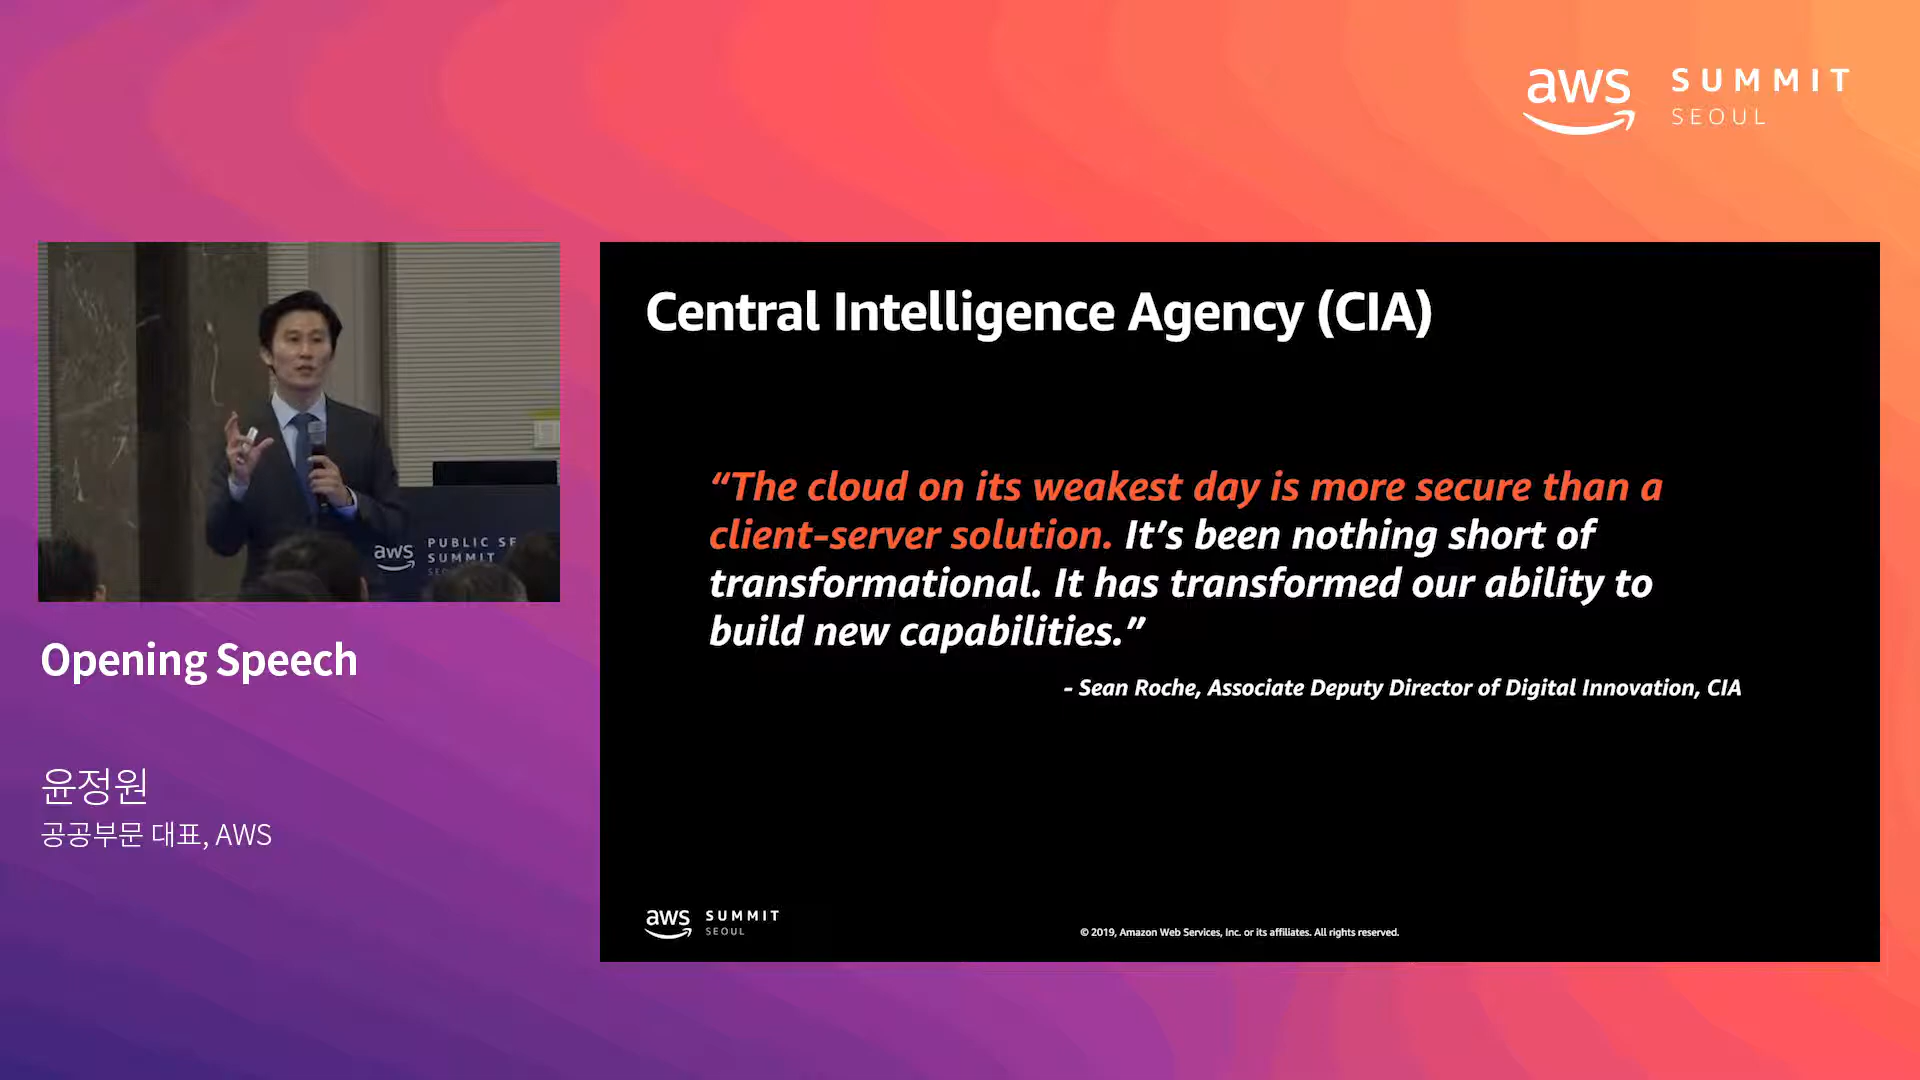 aws SUMMIT
SEOUL
Central Intelligence Agency (CIA)
“The cloud on its weakest day is more secure than a
client-server solution. It’s been nothing short of
transformational. It has transformed our ability to
build new capabilities.”
- Sean Roche, Associate Deputy Director of Digital Innovation, CIA
aws SUMMIT
SEOUL
© 2019, Amazon Web Services, Inc. or its affiliates. All rights reserved.
aws PUBLIC SE
SUMMIT
Opening Speech
윤정원
공공부문 대표, AWS